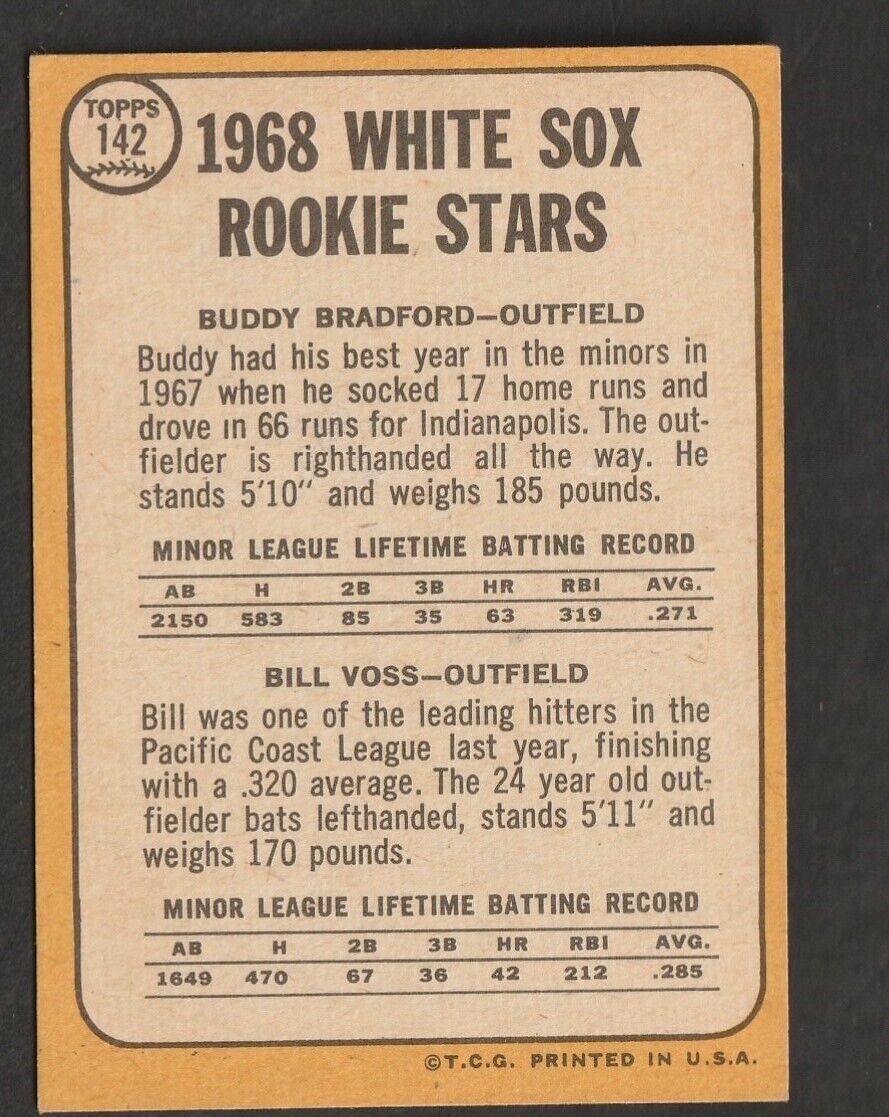 TOPPS
142
1968 WHITE SOX
ROOKIE STARS
BUDDY BRADFORD—OUTFIELD
Buddy had his best year in the minors in
1967 when he socked 17 home runs and
drove in 66 runs for Indianapolis. The out-
fielder is righthanded all the way. He
stands 5'10" and weighs 185 pounds.
MINOR LEAGUE LIFETIME BATTING RECORD
AB H 2B 3B HR RBI AVG.
2150 583 85 35 63 319 .271
BILL VOSS—OUTFIELD
Bill was one of the leading hitters in the
Pacific Coast League last year, finishing
with a .320 average. The 24 year old out-
fielder bats lefthanded, stands 5'11" and
weighs 170 pounds.
MINOR LEAGUE LIFETIME BATTING RECORD
AB H 2B 3B HR RBI AVG.
1649 470 67 36 42 212 .285
©T.C.G. PRINTED IN U.S.A.